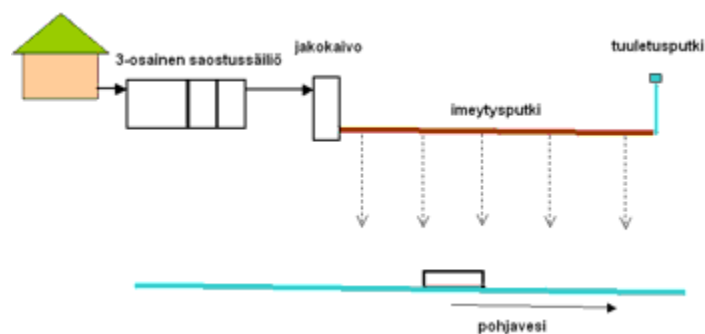 3-osainen saostussäiliö
jakokaivo
tuuletusputki
imeytysputki
pohjavesi